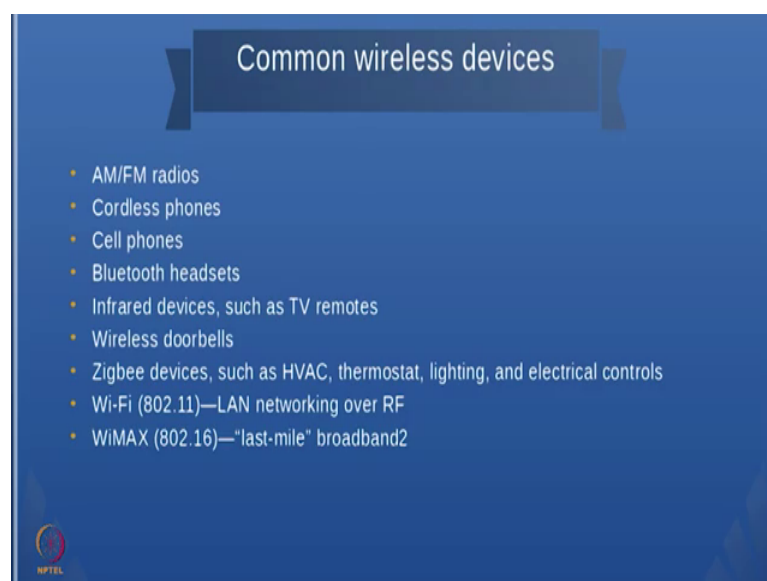 Common wireless devices
• AM/FM radios
• Cordless phones
• Cell phones
• Bluetooth headsets
• Infrared devices, such as TV remotes
• Wireless doorbells
• Zigbee devices, such as HVAC, thermostat, lighting, and electrical controls
• Wi-Fi (802.11)—LAN networking over RF
• WiMAX (802.16)—“last-mile” broadband2
NPTEL